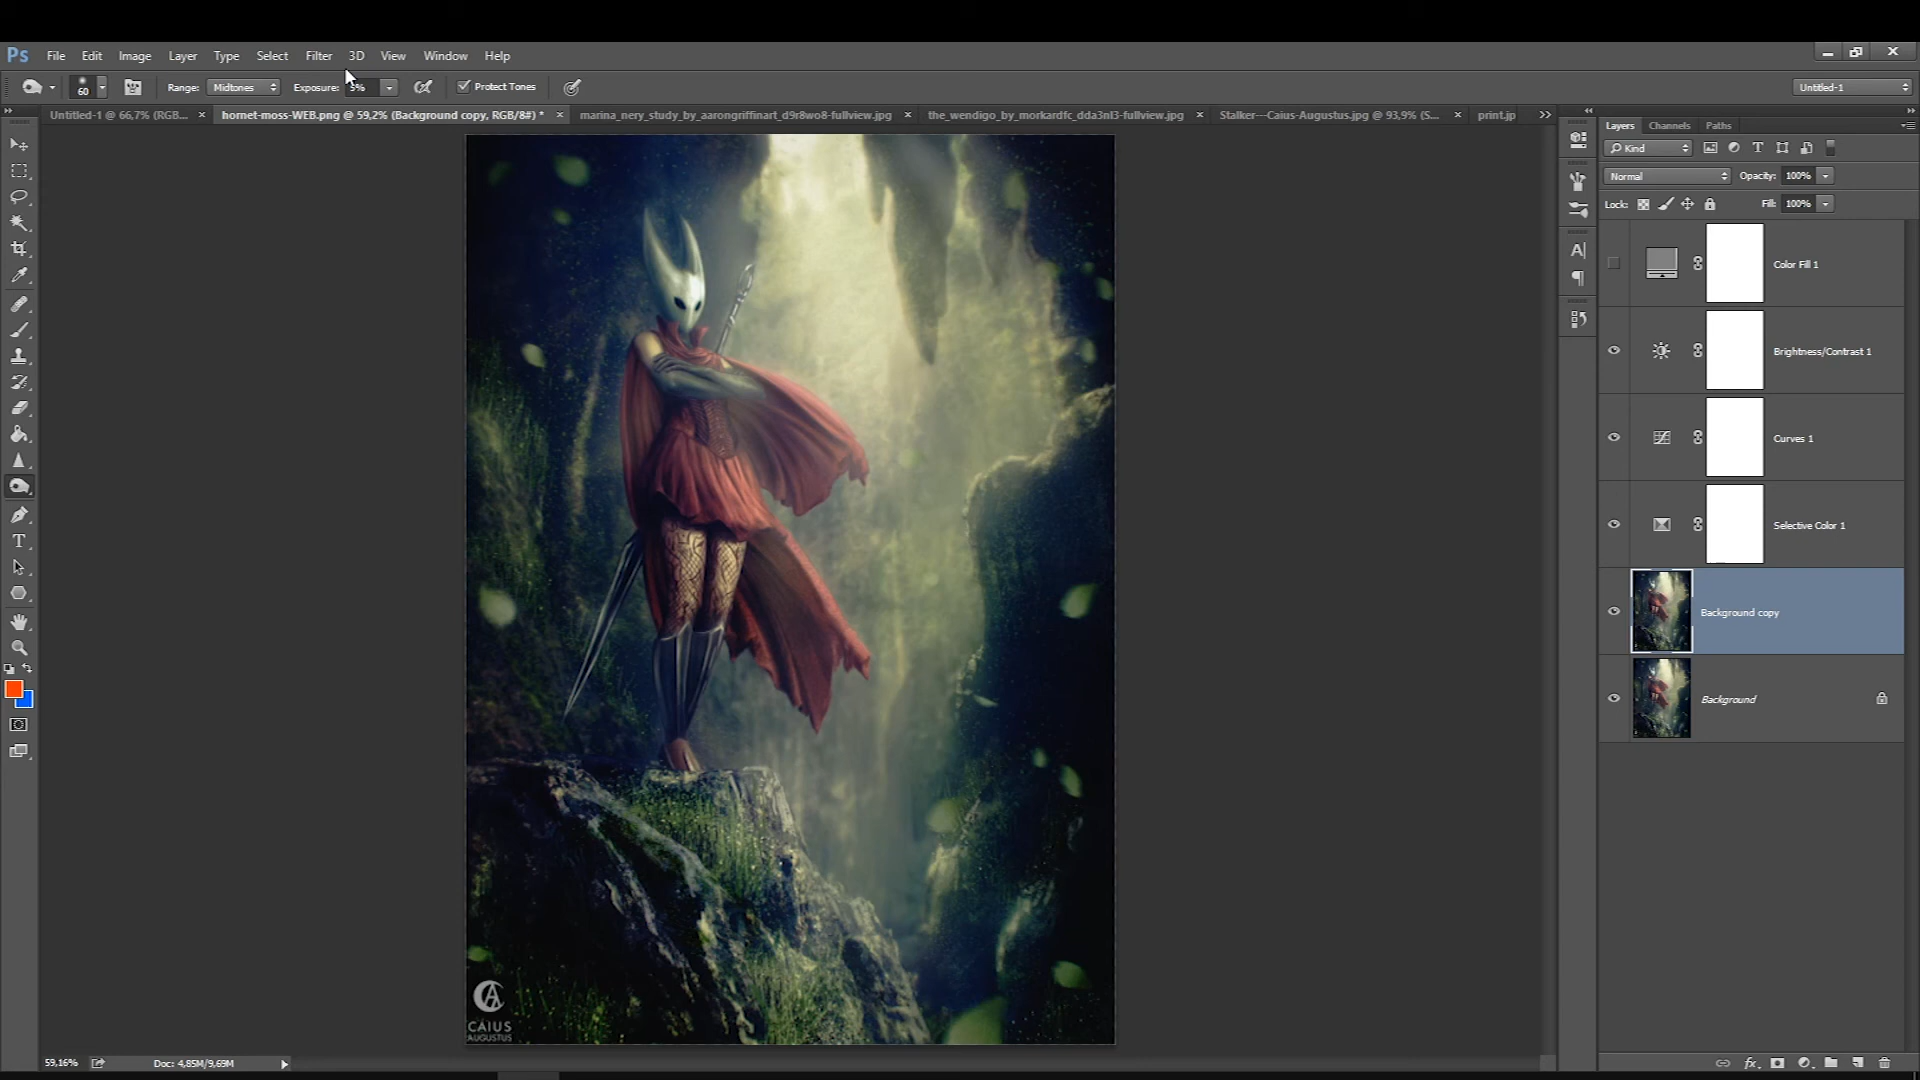 Ps File Edit Image Layer Type Select Filter 3D View Window Help
60 Range: Midtones Exposure: 5% Protect Tones Untitled-1
Untitled-1 @ 66,7% (RGB... × hornet-moss-WEB.png @ 59,2% (Background copy, RGB/8#) * × marina_nery_study_by_aarongriffinart_d9r8wo8-fullview.jpg × the_wendigo_by_morkardfc_dda3nl3-fullview.jpg × Stalker---Caius-Augustus.jpg @ 93,9% (S... × print.jp
Layers Channels Paths
Kind
Normal Opacity: 100%
Lock: Fill: 100%
Color Fill 1
Brightness/Contrast 1
Curves 1
Selective Color 1
Background copy
Background
CAIUS
AUGUSTUS
59,16% Doc: 4,85M/9,69M